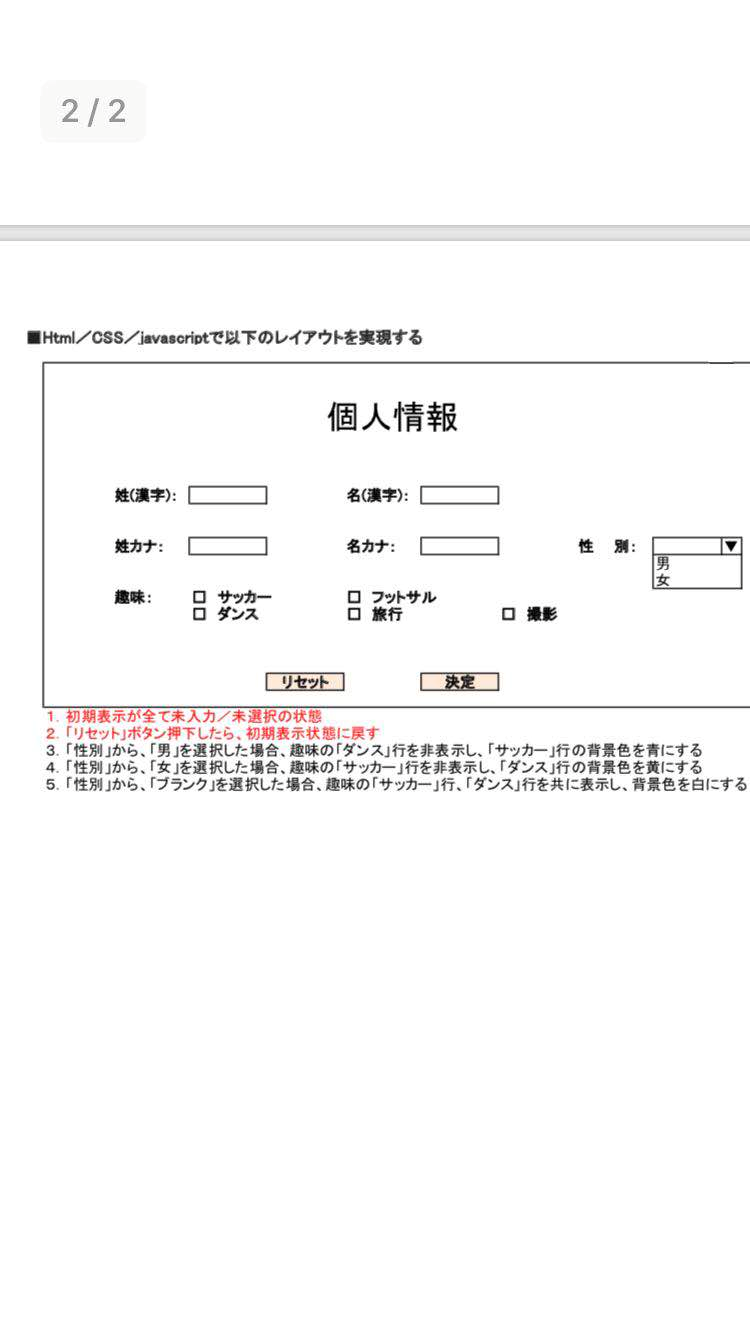 2 / 2
■Html／CSS／javascriptで以下のレイアウトを実現する
個人情報
姓(漢字): 名(漢字):
姓カナ: 名カナ: 性 別: ▼
男
女
趣味: □ サッカー □ フットサル
□ ダンス □ 旅行 □ 撮影
リセット 決定
1. 初期表示が全て未入力／未選択の状態
2. 「リセット」ボタン押下したら、初期表示状態に戻す
3. 「性別」から、「男」を選択した場合、趣味の「ダンス」行を非表示し、「サッカー」行の背景色を青にする
4. 「性別」から、「女」を選択した場合、趣味の「サッカー」行を非表示し、「ダンス」行の背景色を黄にする
5. 「性別」から、「ブランク」を選択した場合、趣味の「サッカー」行、「ダンス」行を共に表示し、背景色を白にする